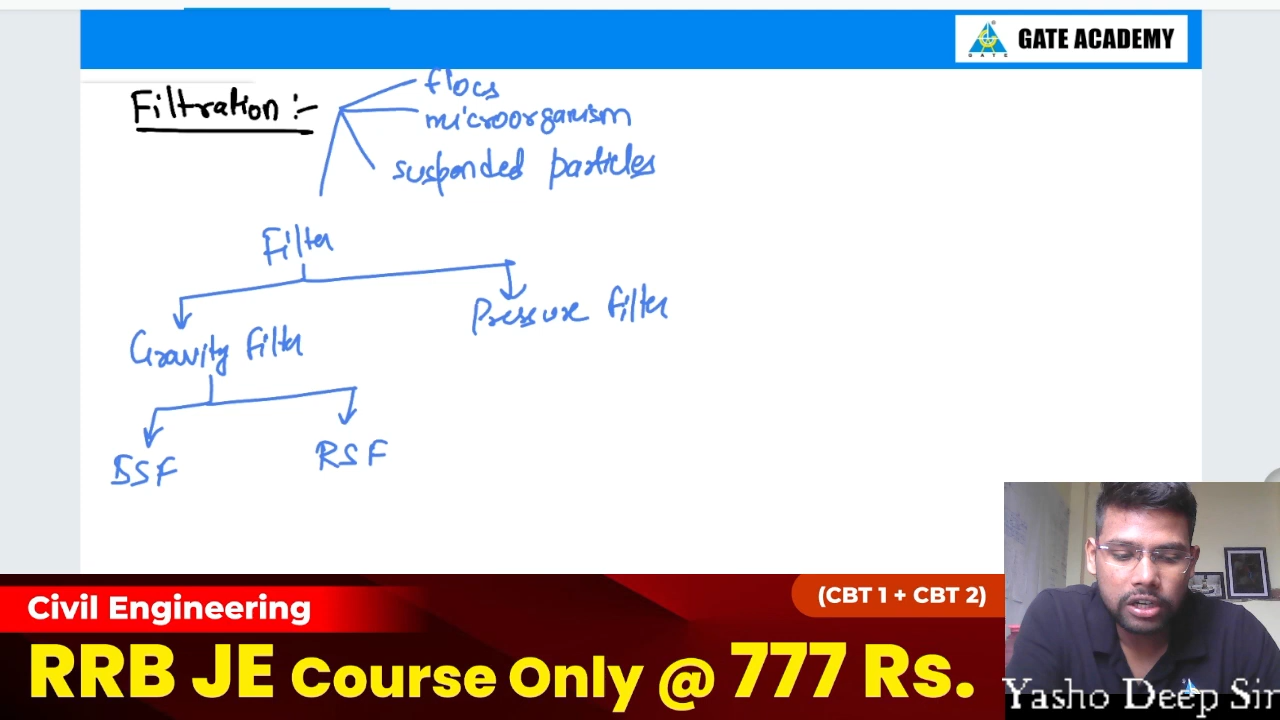 GATE ACADEMY
GATE
Filtration :-
flocs
microorganism
suspended particles
Filter
Gravity filter
Pressure filter
SSF
RSF
Civil Engineering
(CBT 1 + CBT 2)
RRB JE Course Only @ 777 Rs.
Yasho Deep Sir